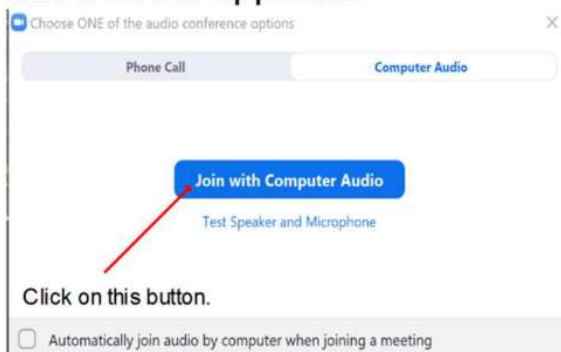 Choose ONE of the audio conference options
Phone Call
Computer Audio
Join with Computer Audio
Test Speaker and Microphone
Click on this button.
Automatically join audio by computer when joining a meeting